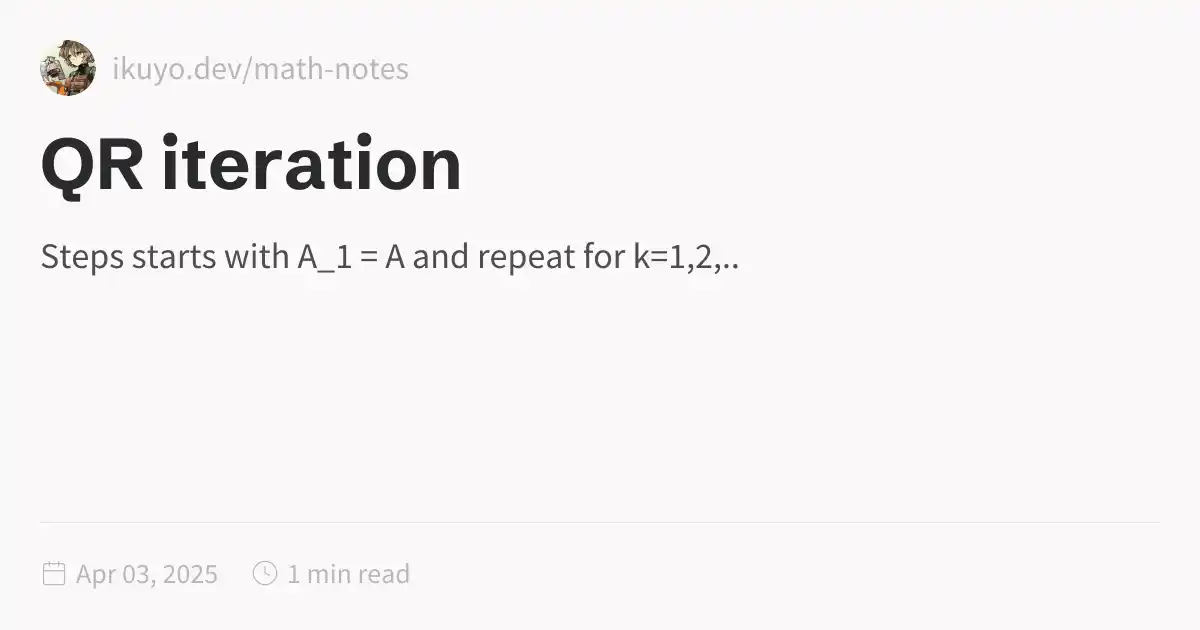 ikuyo.dev/math-notes
QR iteration
Steps starts with A_1 = A and repeat for k=1,2,..
Apr 03, 2025
1 min read